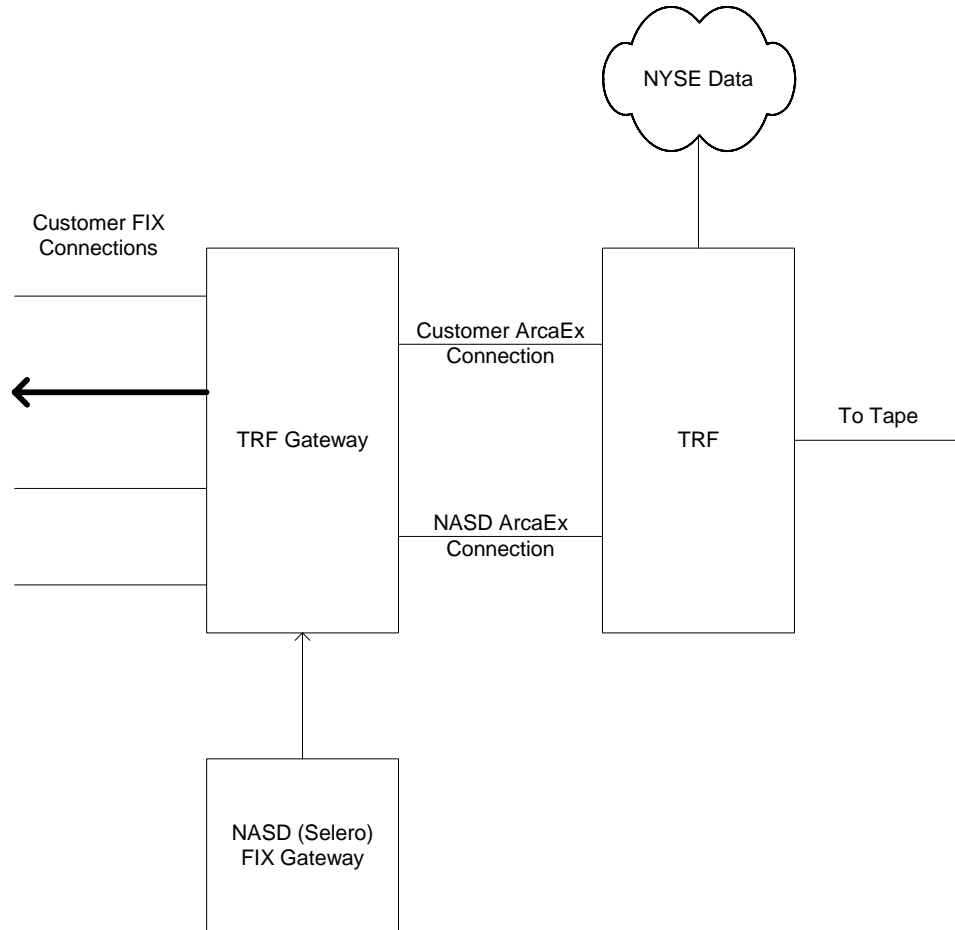 NYSE Data
Customer FIX
Connections
Customer ArcaEx
Connection
To Tape
TRF Gateway
TRF
NASD ArcaEx
Connection
NASD (Selero)
FIX Gateway